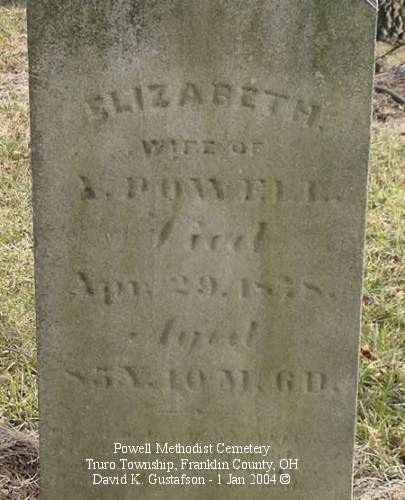 ELIZABETH,
WIFE OF
POWELL.
Died
Apr. 29. 1878.
Aged
85 Y. 10 M. 6 D.
Powell Methodist Cemetery
Truro Township, Franklin County, OH
David K. Gustafson - 1 Jan 2004 ©